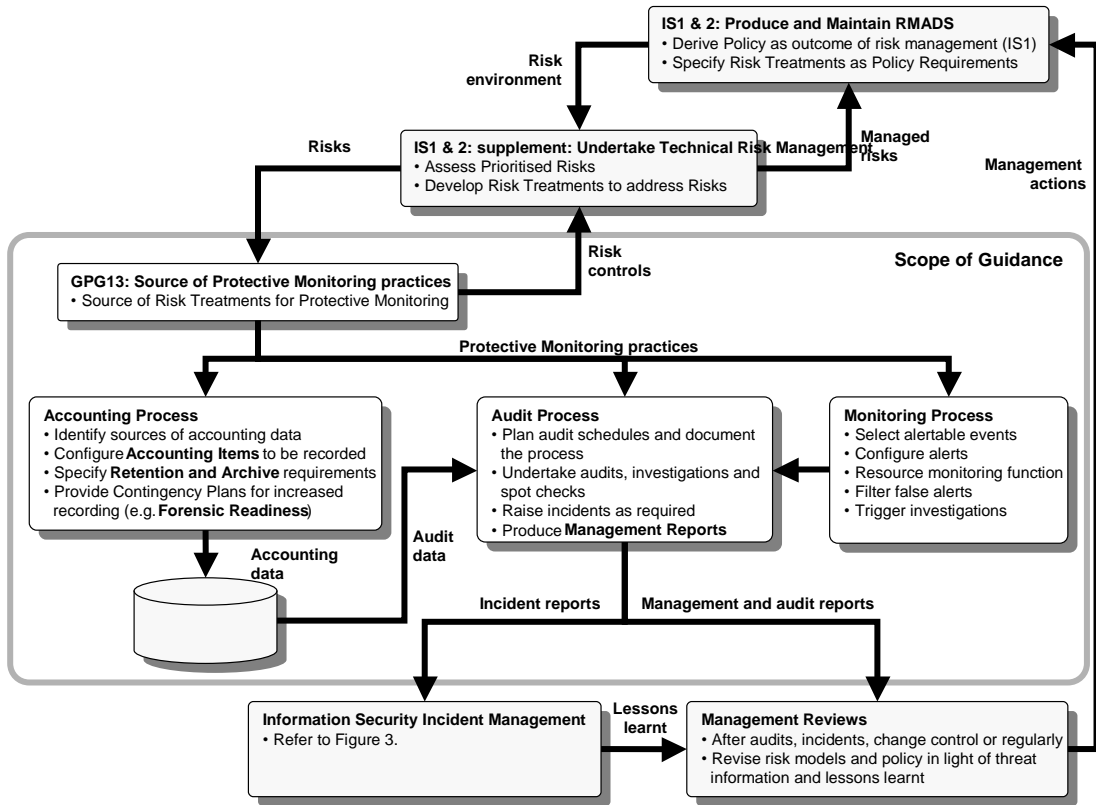 IS1 & 2: Produce and Maintain RMADS
• Derive Policy as outcome of risk management (IS1)
• Specify Risk Treatments as Policy Requirements
Risk
environment
IS1 & 2: supplement: Undertake Technical Risk Management
• Assess Prioritised Risks
• Develop Risk Treatments to address Risks
Risks
Managed
risks
Management
actions
Risk
controls
Scope of Guidance
GPG13: Source of Protective Monitoring practices
• Source of Risk Treatments for Protective Monitoring
Protective Monitoring practices
Accounting Process
• Identify sources of accounting data
• Configure Accounting Items to be recorded
• Specify Retention and Archive requirements
• Provide Contingency Plans for increased
recording (e.g. Forensic Readiness)
Audit Process
• Plan audit schedules and document
the process
• Undertake audits, investigations and
spot checks
• Raise incidents as required
• Produce Management Reports
Monitoring Process
• Select alertable events
• Configure alerts
• Resource monitoring function
• Filter false alerts
• Trigger investigations
Accounting
data
Audit
data
Incident reports
Management and audit reports
Information Security Incident Management
• Refer to Figure 3.
Lessons
learnt
Management Reviews
• After audits, incidents, change control or regularly
• Revise risk models and policy in light of threat
information and lessons learnt